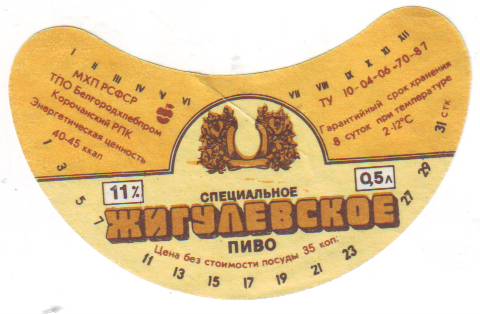 I II III IV V VI
VII VIII IX X XI XII
МХП РСФСР
ТПО Белгородхлебпром
Корочанский РПК
Энергетическая ценность
40-45 ккал
ТУ 10-04-06-70-87
Гарантийный срок хранения
8 суток при температуре
2-12°C
11%
0,5л
СПЕЦИАЛЬНОЕ
ЖИГУЛЕВСКОЕ
ПИВО
Цена без стоимости посуды 35 коп.
1 3 5 7 11 13 15 17 19 21 23 27 29 31 стк